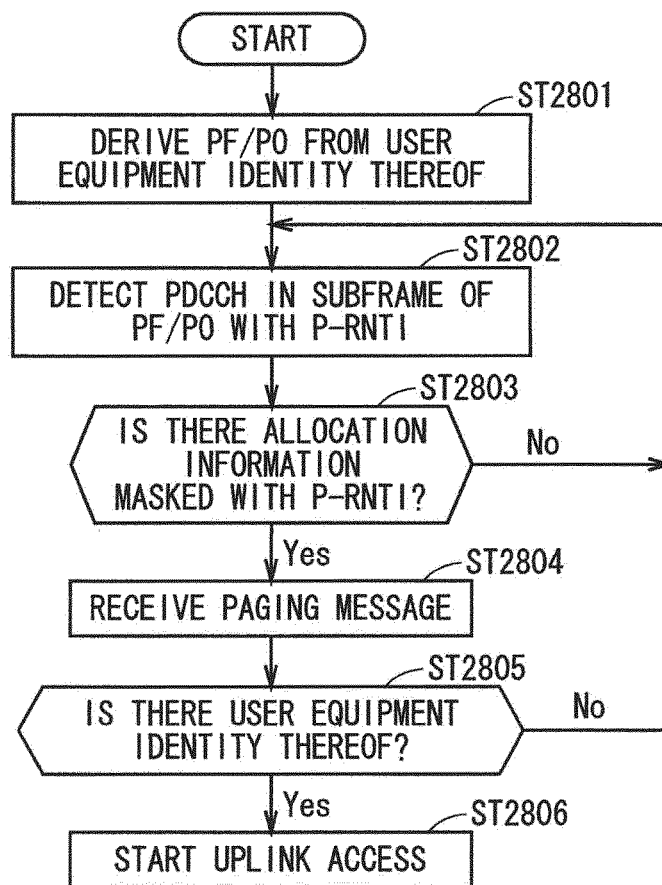 START
ST2801
DERIVE PF/PO FROM USER
EQUIPMENT IDENTITY THEREOF
ST2802
DETECT PDCCH IN SUBFRAME OF
PF/PO WITH P-RNTI
ST2803
IS THERE ALLOCATION
INFORMATION
MASKED WITH P-RNTI?
No
Yes
ST2804
RECEIVE PAGING MESSAGE
ST2805
IS THERE USER EQUIPMENT
IDENTITY THEREOF?
No
Yes
ST2806
START UPLINK ACCESS